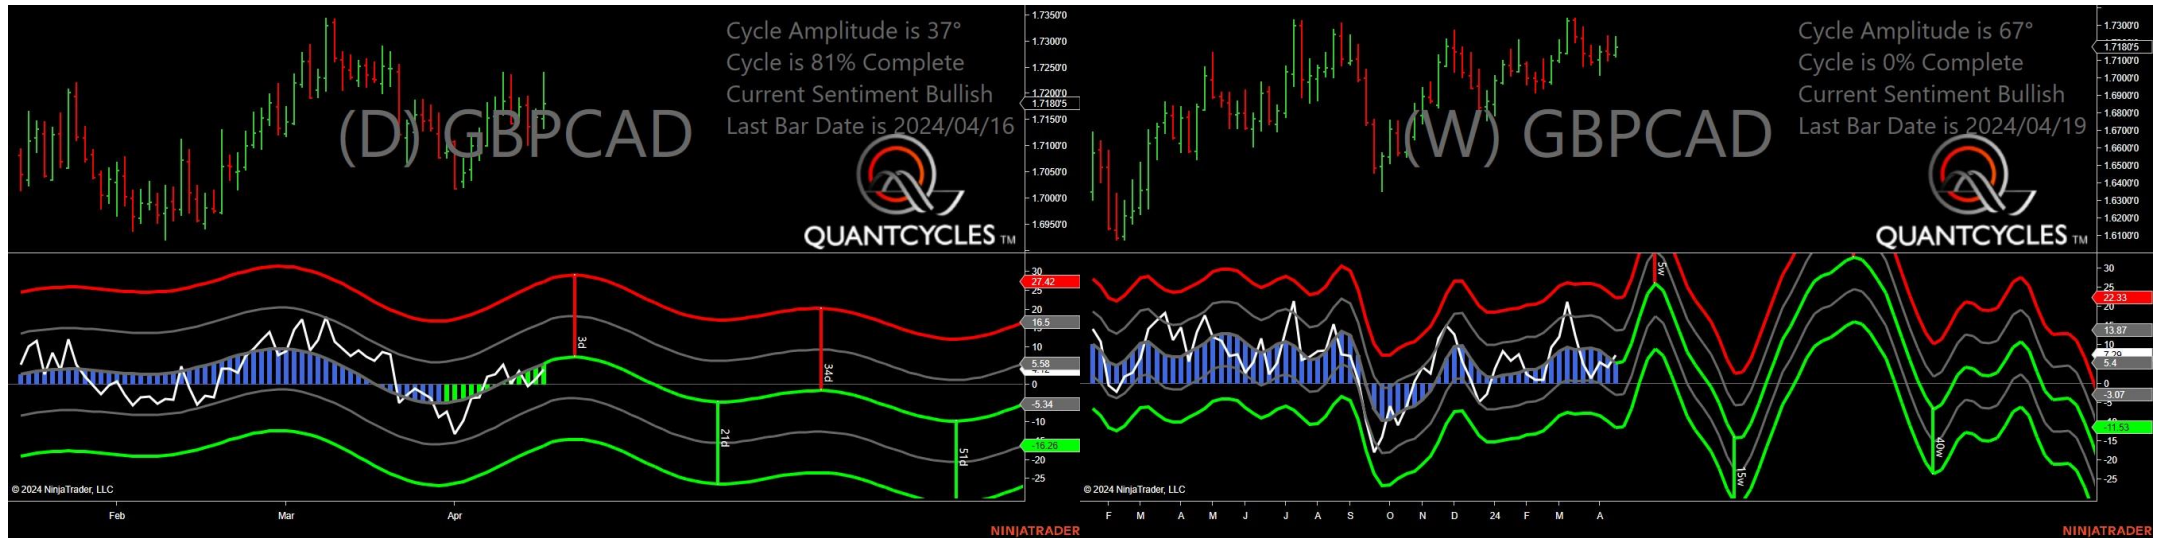 Cycle Amplitude is 37°
Cycle is 81% Complete
Current Sentiment Bullish
Last Bar Date is 2024/04/16
(D) GBPCAD
QUANTCYCLES TM
1.7350'0
1.7300'0
1.7250'0
1.7200'0
1.7180'5
1.7150'0
1.7100'0
1.7050'0
1.7000'0
1.6950'0
30
27.42
25
20
16.5
10
5.58
0
-5.34
-10
-16.26
-20
-25
3d
21d
34d
51d
© 2024 NinjaTrader, LLC
Feb
Mar
Apr
NINJATRADER
Cycle Amplitude is 67°
Cycle is 0% Complete
Current Sentiment Bullish
Last Bar Date is 2024/04/19
(W) GBPCAD
QUANTCYCLES TM
1.7300'0
1.7180'5
1.7100'0
1.7000'0
1.6900'0
1.6800'0
1.6700'0
1.6600'0
1.6500'0
1.6400'0
1.6300'0
1.6200'0
1.6100'0
30
25
22.33
20
13.87
10
7.29
5.4
0
-3.07
-5
-11.53
-15
-20
-25
5w
15w
40w
© 2024 NinjaTrader, LLC
F M A M J J A S O N D 24 F M A
NINJATRADER